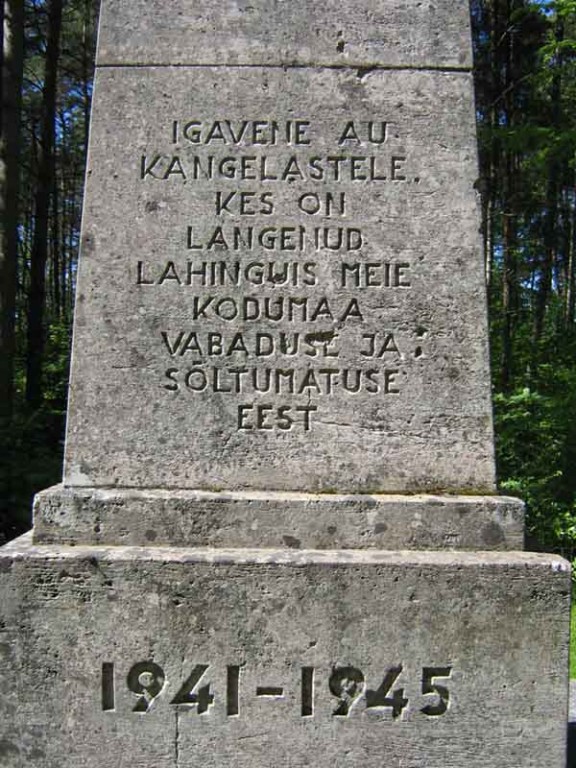 IGAVENE AU
KANGELASTELE,
KES ON
LANGENUD
LAHINGUIS MEIE
KODUMAA
VABADUSE JA
SÕLTUMATUSE
EEST
1941-1945